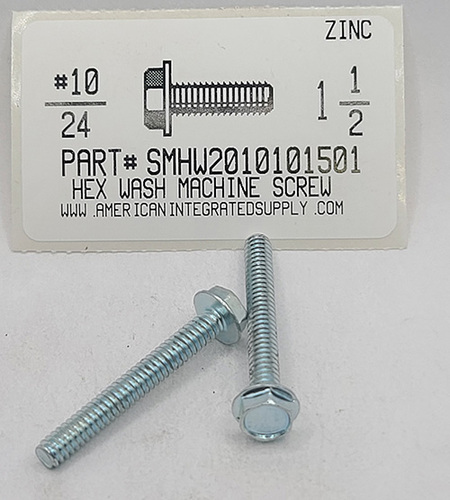 ZINC
#10
24
1 1
2
PART# SMHW2010101501
HEX WASH MACHINE SCREW
WWW.AMERICANINTEGRATEDSUPPLY.COM